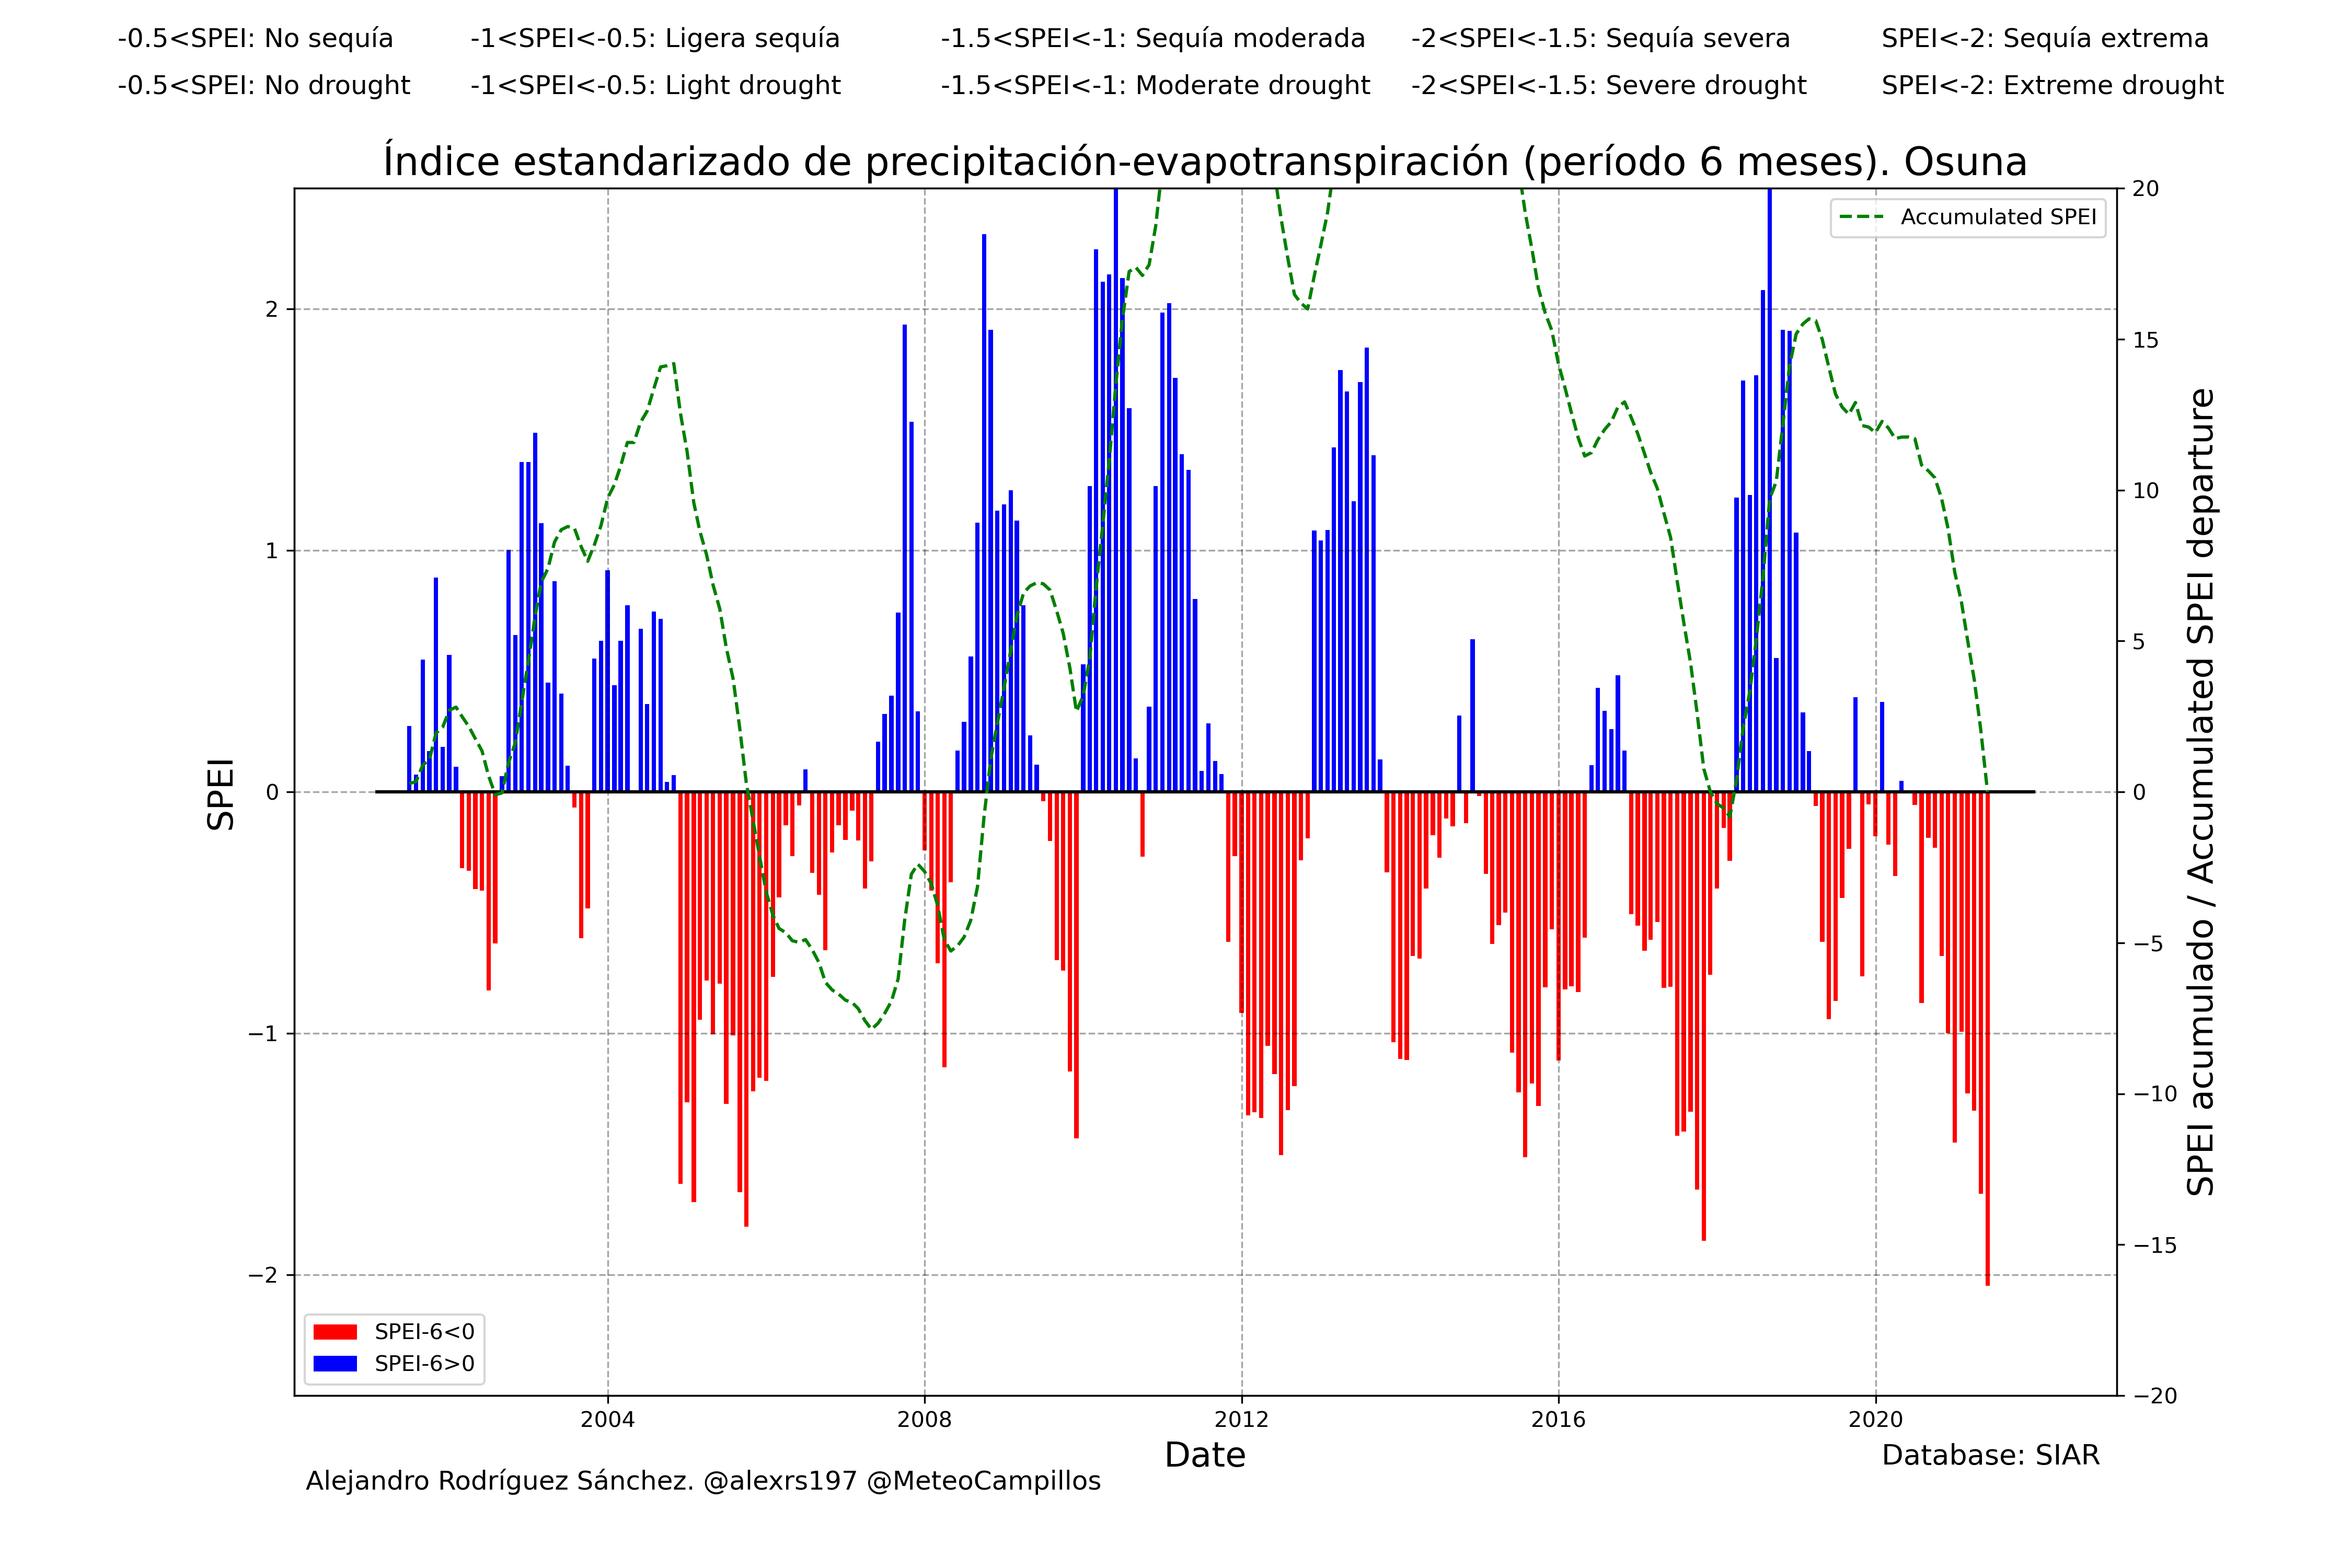 -0.5<SPEI: No sequía -1<SPEI<-0.5: Ligera sequía -1.5<SPEI<-1: Sequía moderada -2<SPEI<-1.5: Sequía severa SPEI<-2: Sequía extrema
-0.5<SPEI: No drought -1<SPEI<-0.5: Light drought -1.5<SPEI<-1: Moderate drought -2<SPEI<-1.5: Severe drought SPEI<-2: Extreme drought
Índice estandarizado de precipitación-evapotranspiración (período 6 meses). Osuna
Accumulated SPEI
SPEI
2
1
0
−1
−2
20
15
10
5
0
−5
−10
−15
−20
SPEI acumulado / Accumulated SPEI departure
SPEI-6<0
SPEI-6>0
2004 2008 2012 2016 2020
Date
Database: SIAR
Alejandro Rodríguez Sánchez. @alexrs197 @MeteoCampillos